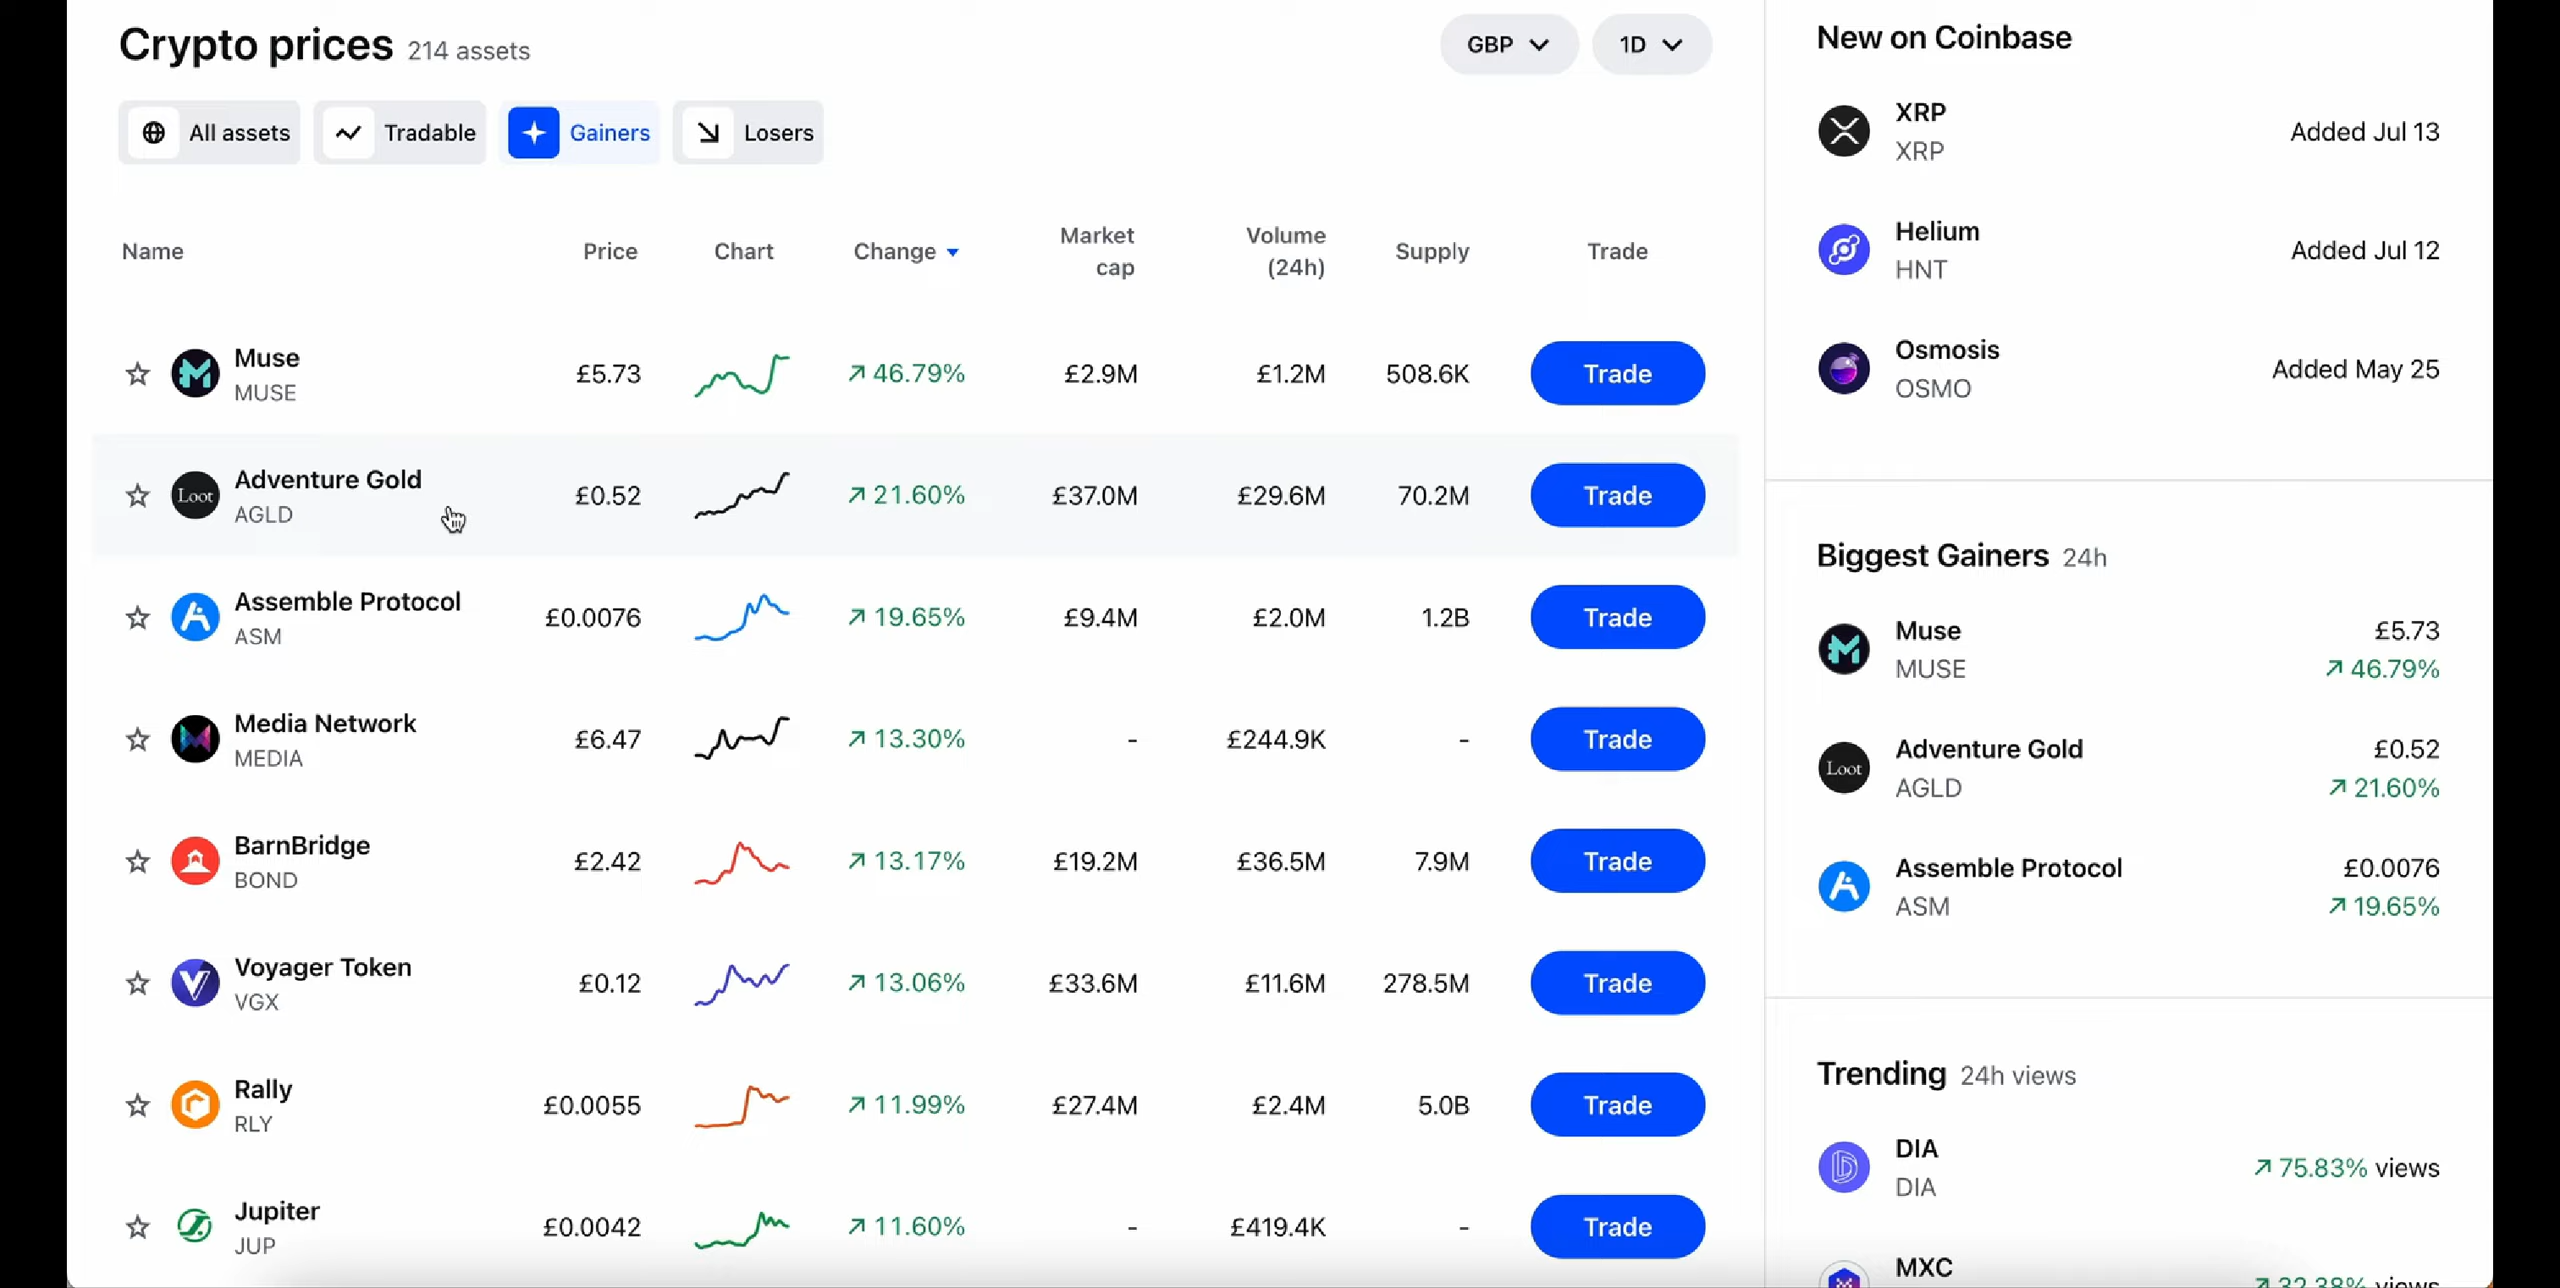 Crypto prices 214 assets
GBP 1D
All assets Tradable Gainers Losers
Name Price Chart Change Market cap Volume (24h) Supply Trade
Muse £5.73 46.79% £2.9M £1.2M 508.6K Trade
MUSE
Loot Adventure Gold £0.52 21.60% £37.0M £29.6M 70.2M Trade
AGLD
Assemble Protocol £0.0076 19.65% £9.4M £2.0M 1.2B Trade
ASM
Media Network £6.47 13.30% - £244.9K - Trade
MEDIA
BarnBridge £2.42 13.17% £19.2M £36.5M 7.9M Trade
BOND
Voyager Token £0.12 13.06% £33.6M £11.6M 278.5M Trade
VGX
Rally £0.0055 11.99% £27.4M £2.4M 5.0B Trade
RLY
Jupiter £0.0042 11.60% - £419.4K - Trade
JUP
New on Coinbase
XRP Added Jul 13
XRP
Helium Added Jul 12
HNT
Osmosis Added May 25
OSMO
Biggest Gainers 24h
Muse £5.73
MUSE 46.79%
Loot Adventure Gold £0.52
AGLD 21.60%
Assemble Protocol £0.0076
ASM 19.65%
Trending 24h views
DIA 75.83% views
DIA
MXC 32.38% views